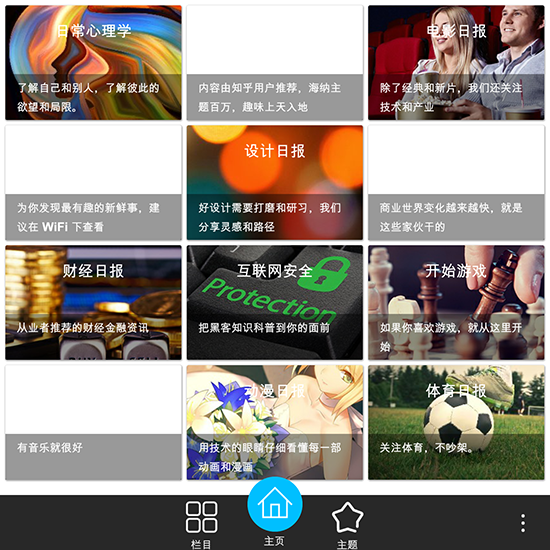 日常心理学
了解自己和别人，了解彼此的
欲望和局限。
内容由知乎用户推荐，海纳主
题百万，趣味上天入地
电影日报
除了经典和新片，我们还关注
技术和产业
为你发现最有趣的新鲜事，建
议在 WiFi 下查看
设计日报
好设计需要打磨和研习，我们
分享灵感和路径
商业世界变化越来越快，就是
这些家伙干的
财经日报
从业者推荐的财经金融资讯
互联网安全
Protection
把黑客知识科普到你的面前
开始游戏
如果你喜欢游戏，就从这里开
始
有音乐就很好
动漫日报
用技术的眼睛仔细看懂每一部
动画和漫画
体育日报
关注体育，不吵架。
栏目
主页
主题